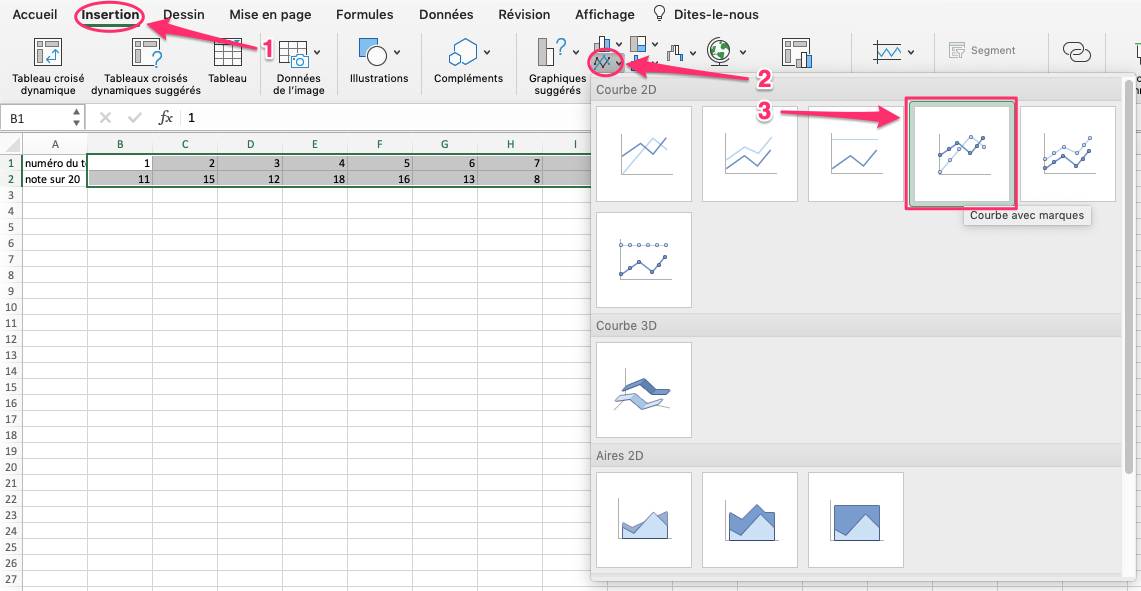 Accueil Insertion Dessin Mise en page Formules Données Révision Affichage Dites-le-nous
1
2
3
Tableau croisé
dynamique
Tableaux croisés
dynamiques suggérés
Tableau
Données
de l'image
Illustrations
Compléments
Graphiques
suggérés
Segment
B1 fx 1
Courbe 2D
Courbe avec marques
Courbe 3D
Aires 2D
A B C D E F G H I
1 numéro du t 1 2 3 4 5 6 7
2 note sur 20 11 15 12 18 16 13 8
3
4
5
6
7
8
9
10
11
12
13
14
15
16
17
18
19
20
21
22
23
24
25
26
27